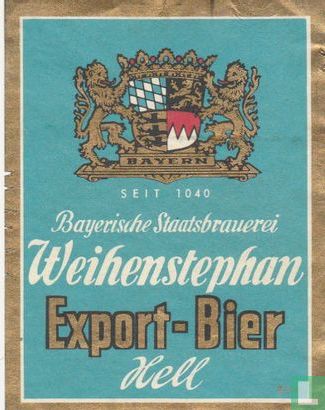 BAYERN
SEIT 1040
Bayerische Staatsbrauerei
Weihenstephan
Export-Bier
Hell